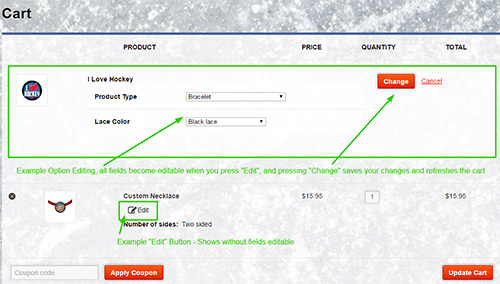 Cart
PRODUCT PRICE QUANTITY TOTAL
I Love Hockey
Product Type Bracelet
Change Cancel
Lace Color Black lace
Example Option Editing, all fields become editable when you press "Edit", and pressing "Change" saves your changes and refreshes the cart
Custom Necklace $15.95 1 $15.95
Edit
Number of sides: Two sided
Example "Edit" Button - Shows without fields editable
Coupon code Apply Coupon Update Cart